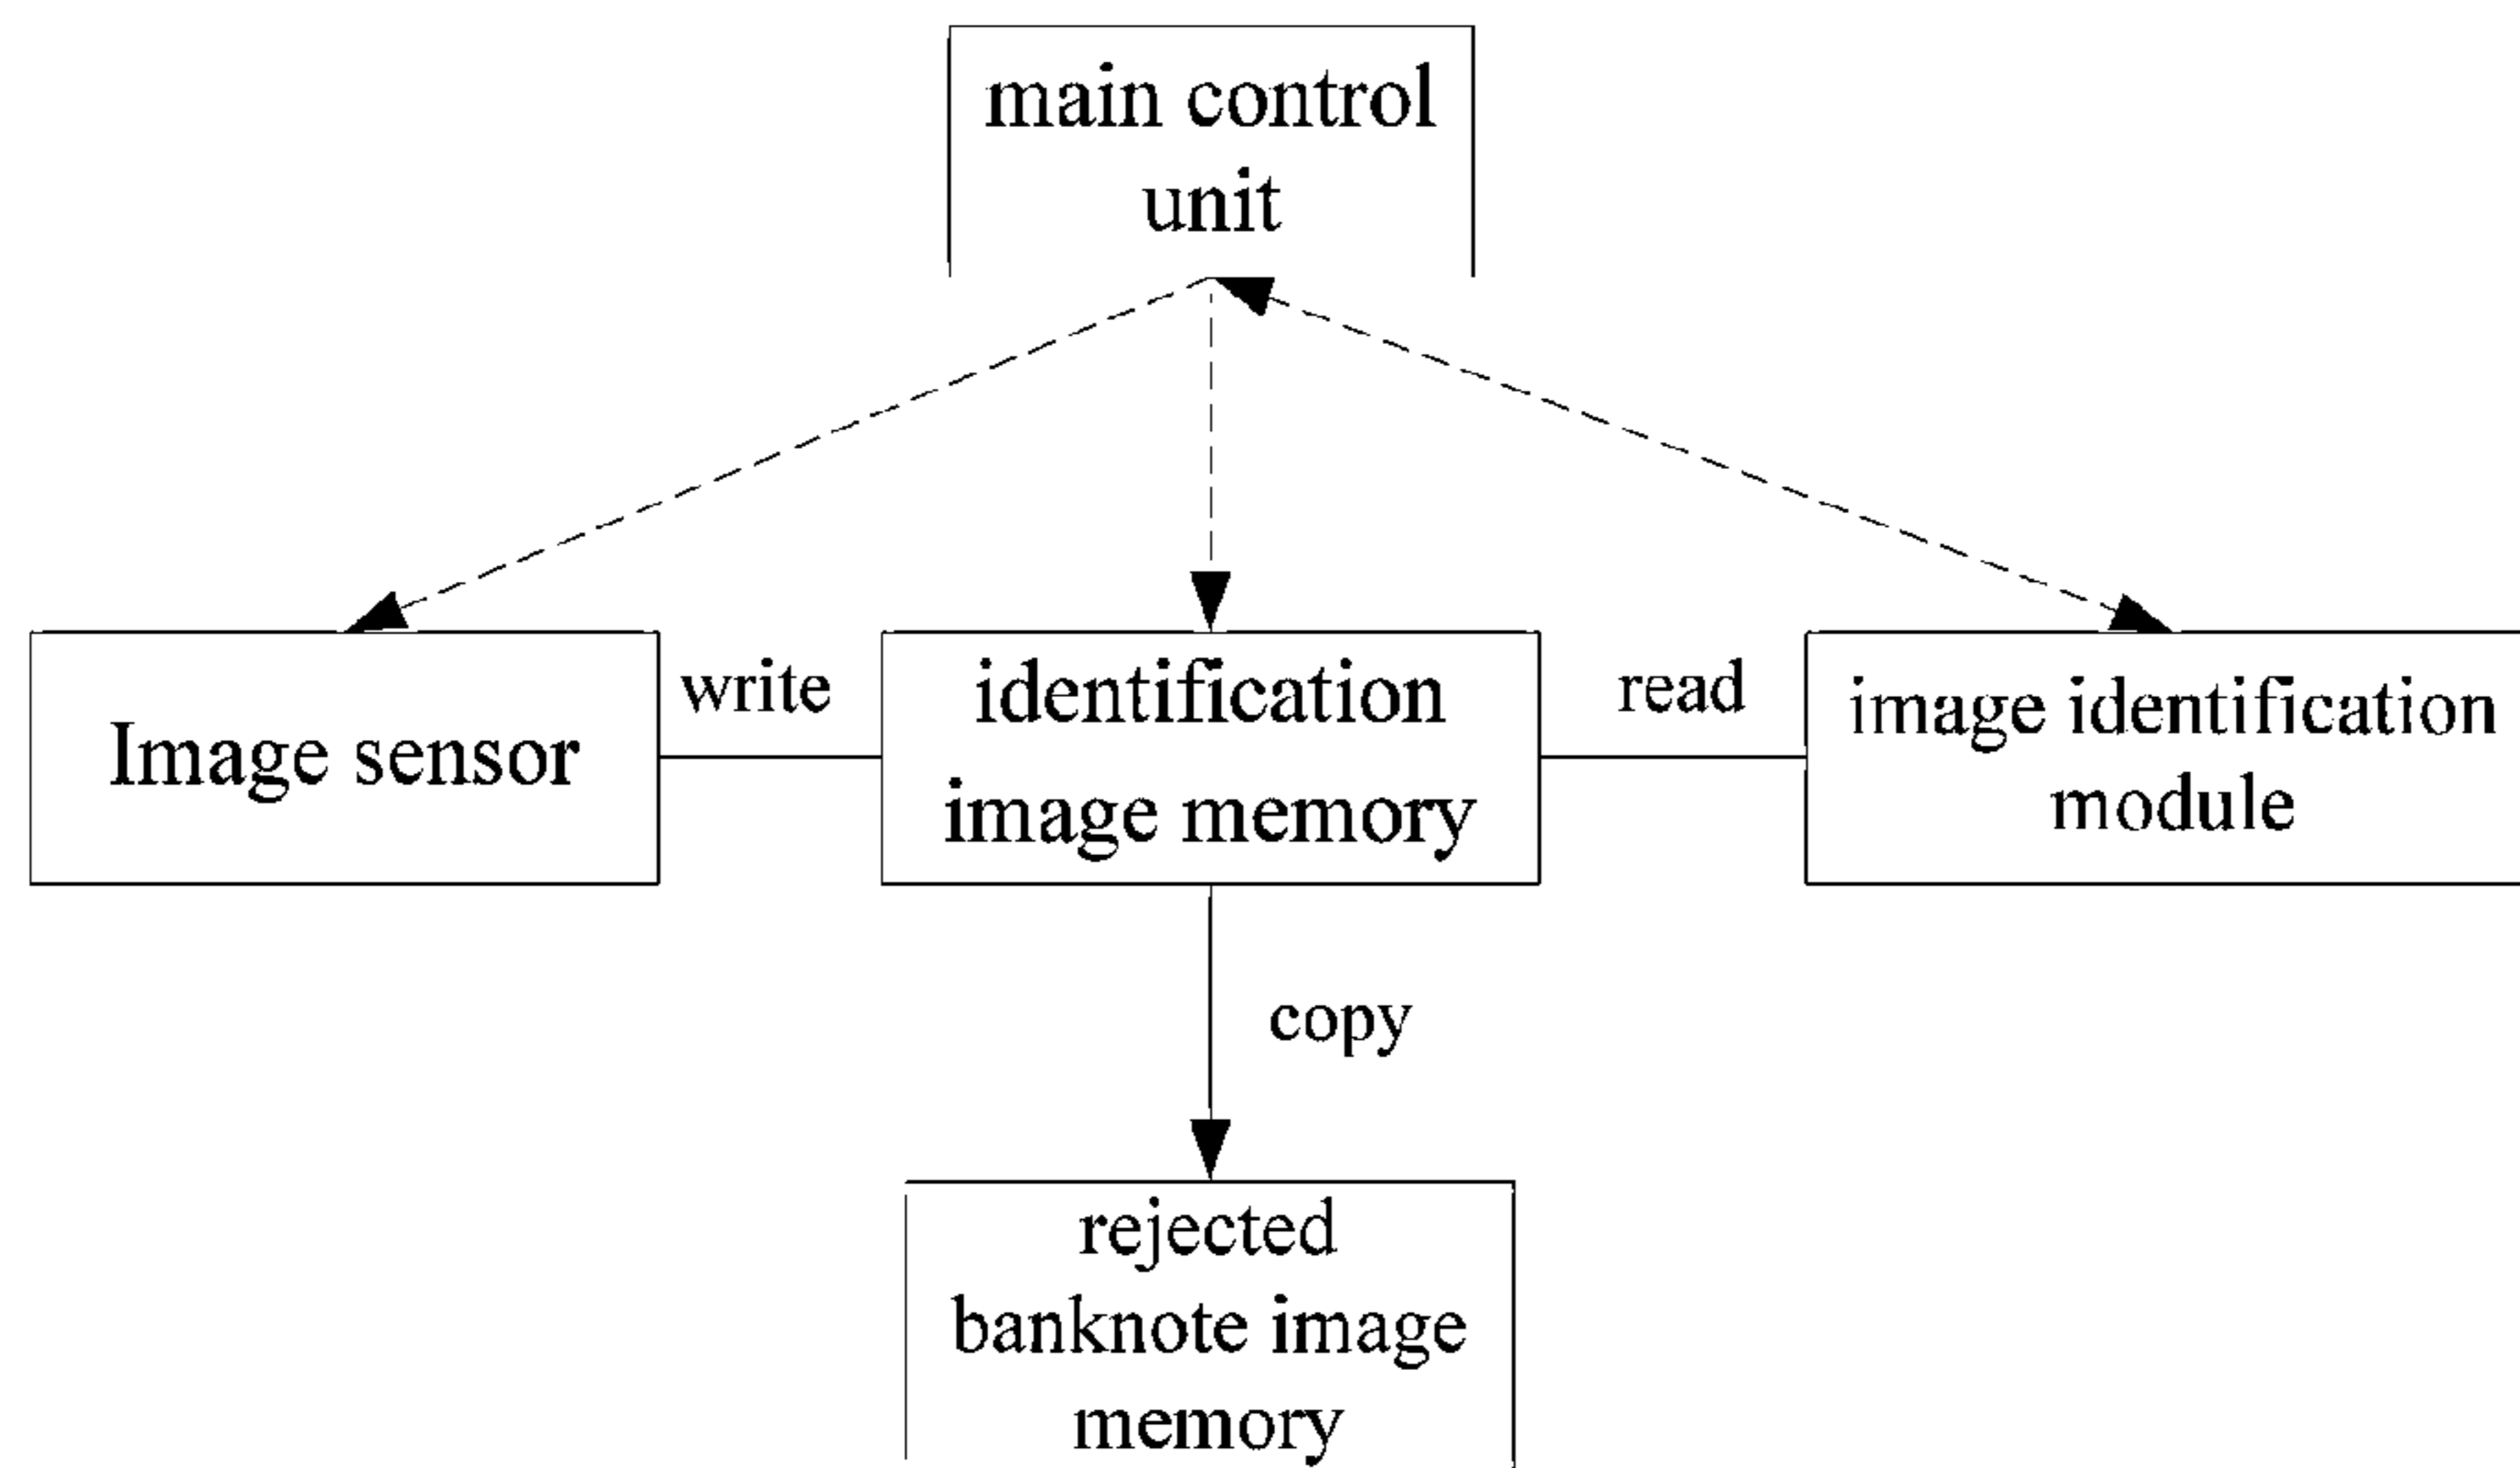 main control
unit
Image sensor
write
identification
image memory
read
image identification
module
copy
rejected
banknote image
memory